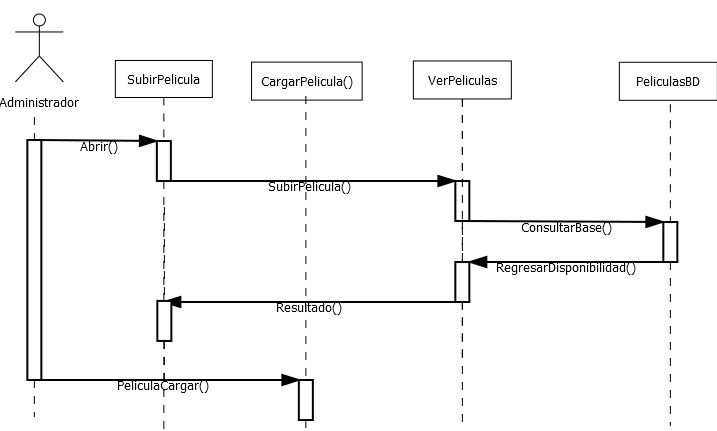 SubirPelicula
CargarPelicula()
VerPeliculas
PeliculasBD
Administrador
Abrir()
SubirPelicula()
ConsultarBase()
RegresarDisponibilidad()
Resultado()
PeliculaCargar()